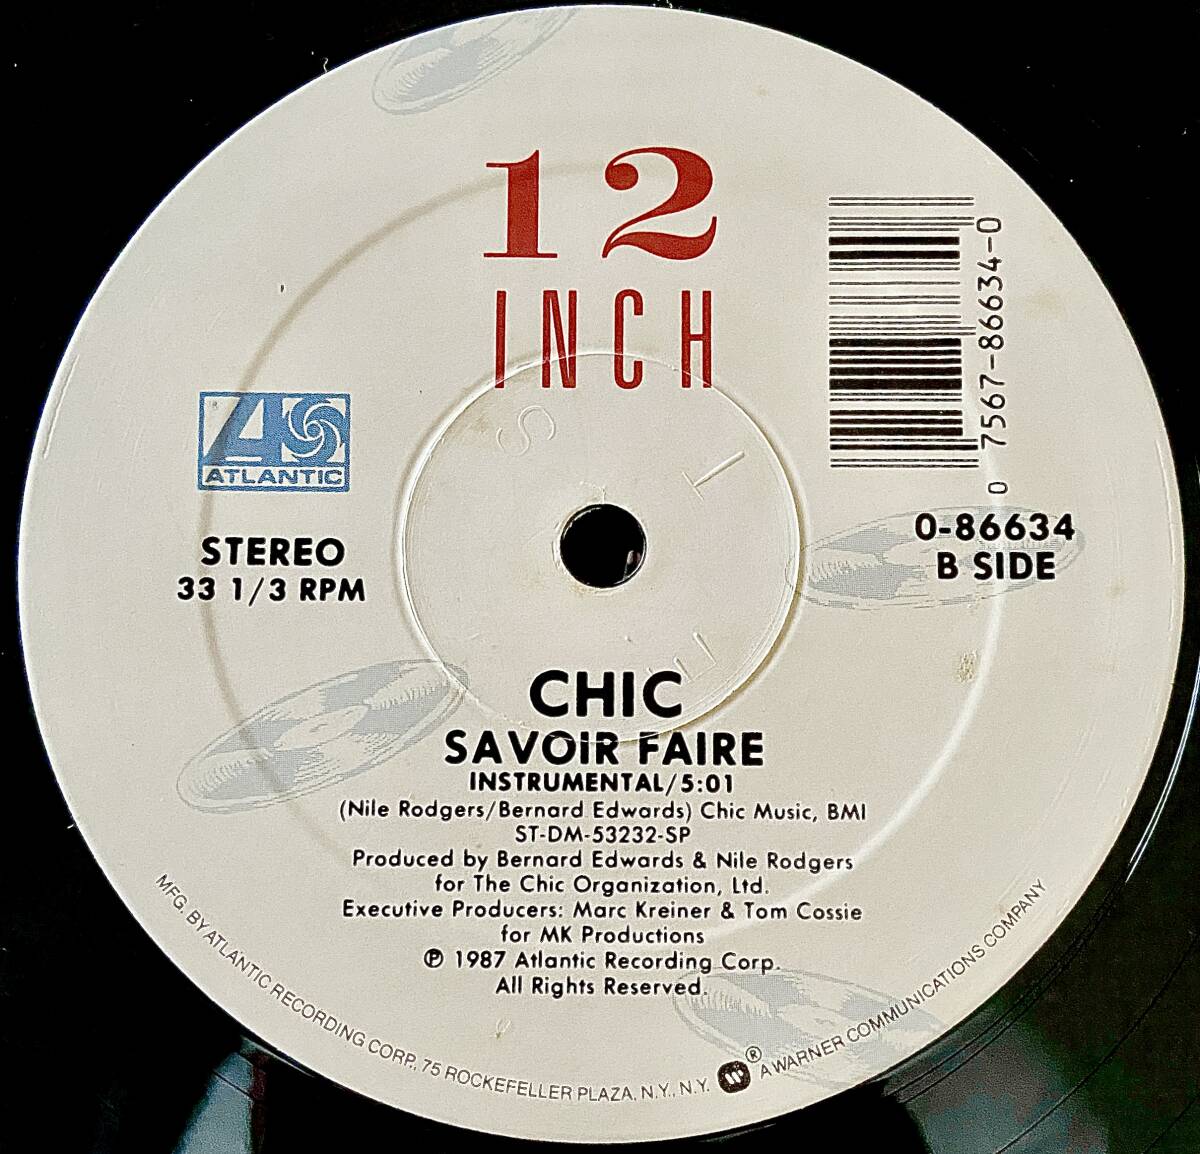 12
INCH
ATLANTIC
STEREO
33 1/3 RPM
0 7567-86634-0
0-86634
B SIDE
CHIC
SAVOIR FAIRE
INSTRUMENTAL/5:01
(Nile Rodgers/Bernard Edwards) Chic Music, BMI
ST-DM-53232-SP
Produced by Bernard Edwards & Nile Rodgers
for The Chic Organization, Ltd.
Executive Producers: Marc Kreiner & Tom Cossie
for MK Productions
℗ 1987 Atlantic Recording Corp.
All Rights Reserved.
MFG. BY ATLANTIC RECORDING CORP., 75 ROCKEFELLER PLAZA, N.Y., N.Y. ® A WARNER COMMUNICATIONS COMPANY